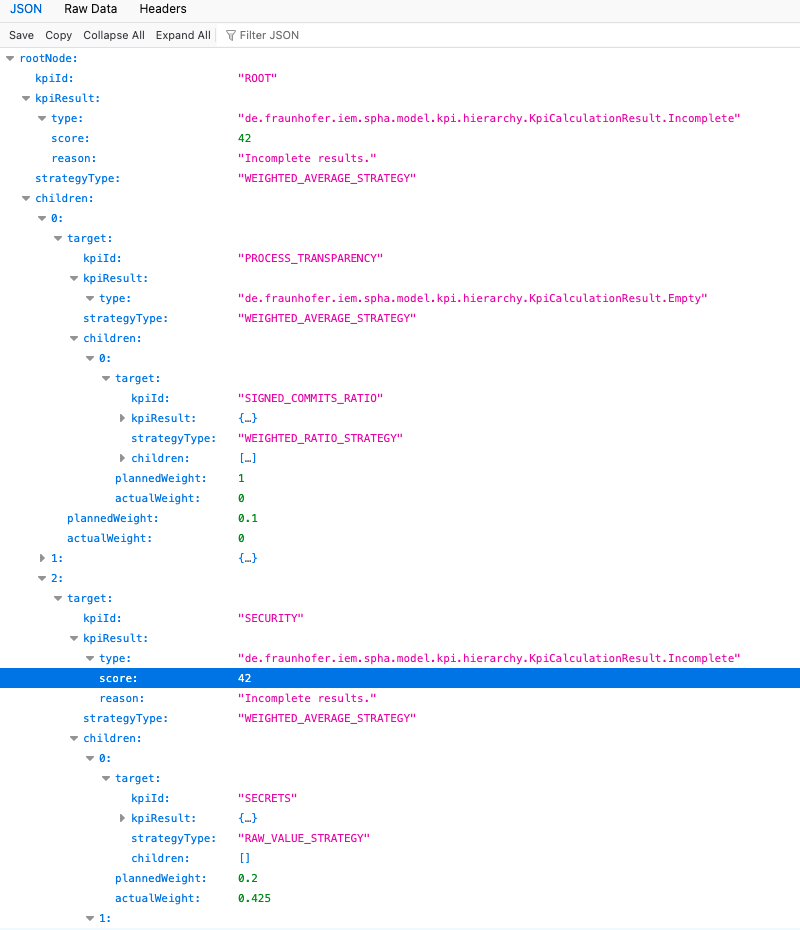 JSON Raw Data Headers
Save Copy Collapse All Expand All Filter JSON
rootNode:
kpiId: "ROOT"
kpiResult:
type: "de.fraunhofer.iem.spha.model.kpi.hierarchy.KpiCalculationResult.Incomplete"
score: 42
reason: "Incomplete results."
strategyType: "WEIGHTED_AVERAGE_STRATEGY"
children:
0:
target:
kpiId: "PROCESS_TRANSPARENCY"
kpiResult:
type: "de.fraunhofer.iem.spha.model.kpi.hierarchy.KpiCalculationResult.Empty"
strategyType: "WEIGHTED_AVERAGE_STRATEGY"
children:
0:
target:
kpiId: "SIGNED_COMMITS_RATIO"
kpiResult: {…}
strategyType: "WEIGHTED_RATIO_STRATEGY"
children: […]
plannedWeight: 1
actualWeight: 0
plannedWeight: 0.1
actualWeight: 0
1: {…}
2:
target:
kpiId: "SECURITY"
kpiResult:
type: "de.fraunhofer.iem.spha.model.kpi.hierarchy.KpiCalculationResult.Incomplete"
score: 42
reason: "Incomplete results."
strategyType: "WEIGHTED_AVERAGE_STRATEGY"
children:
0:
target:
kpiId: "SECRETS"
kpiResult: {…}
strategyType: "RAW_VALUE_STRATEGY"
children: []
plannedWeight: 0.2
actualWeight: 0.425
1: